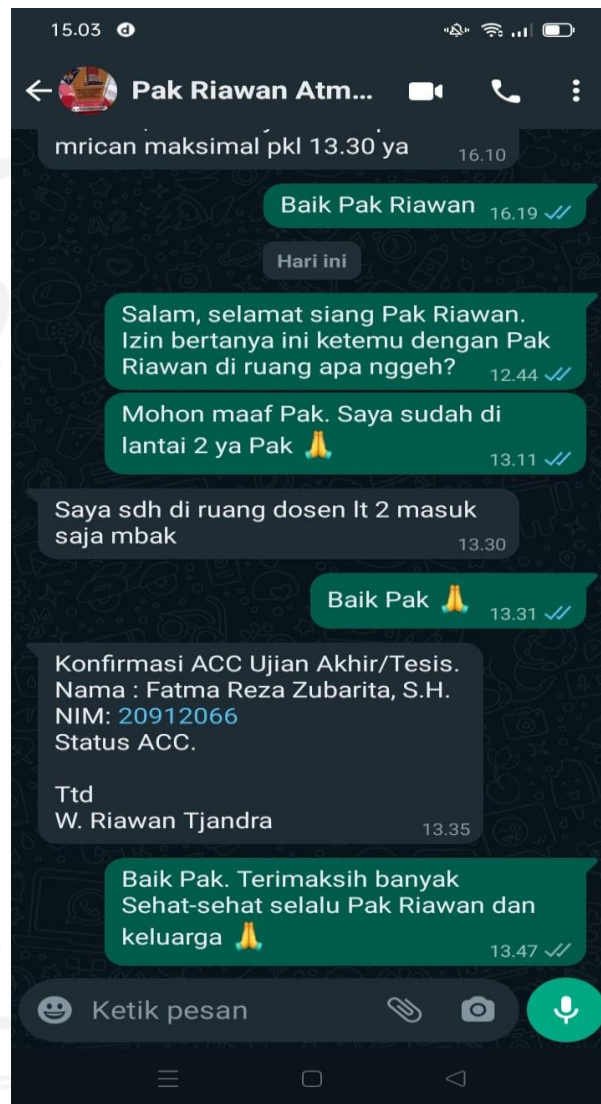 15.03
Pak Riawan Atm...
mrican maksimal pkl 13.30 ya
16.10
Baik Pak Riawan 16.19
Hari ini
Salam, selamat siang Pak Riawan.
Izin bertanya ini ketemu dengan Pak
Riawan di ruang apa nggeh?
12.44
Mohon maaf Pak. Saya sudah di
lantai 2 ya Pak 🙏
13.11
Saya sdh di ruang dosen lt 2 masuk
saja mbak
13.30
Baik Pak 🙏 13.31
Konfirmasi ACC Ujian Akhir/Tesis.
Nama : Fatma Reza Zubarita, S.H.
NIM: 20912066
Status ACC.
Ttd
W. Riawan Tjandra
13.35
Baik Pak. Terimaksih banyak
Sehat-sehat selalu Pak Riawan dan
keluarga 🙏
13.47
Ketik pesan